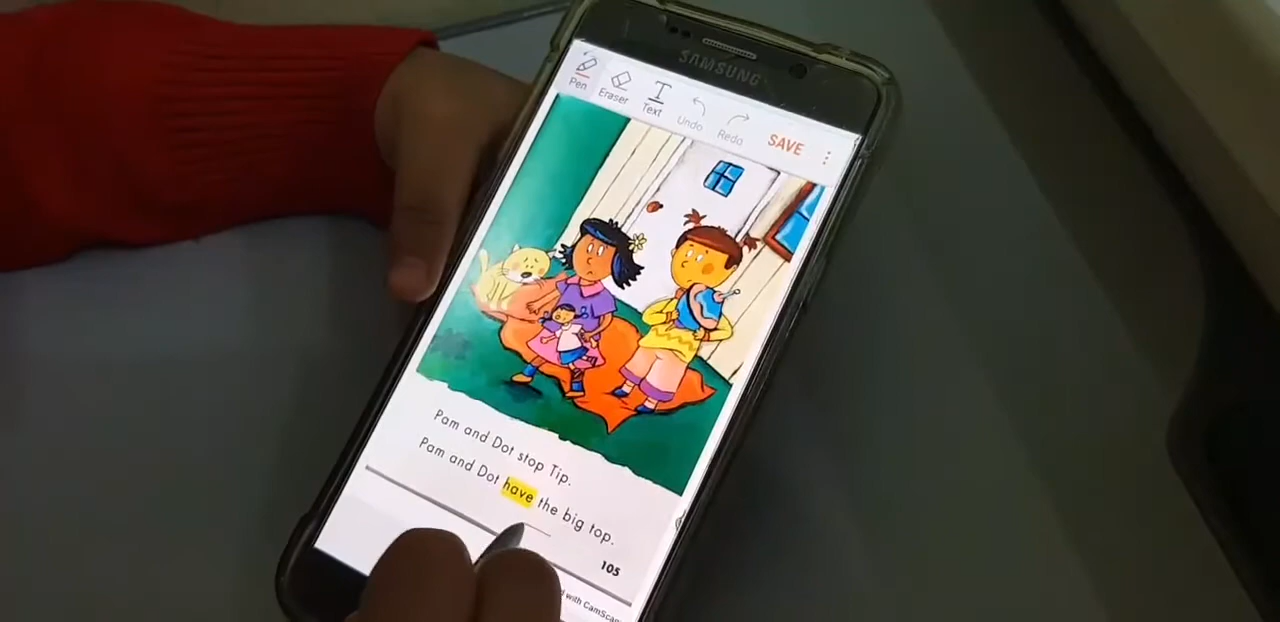 SAMSUNG
Pen Eraser Text Undo Redo SAVE
Pam and Dot stop Tip.
Pam and Dot have the big top.
105
with CamScan